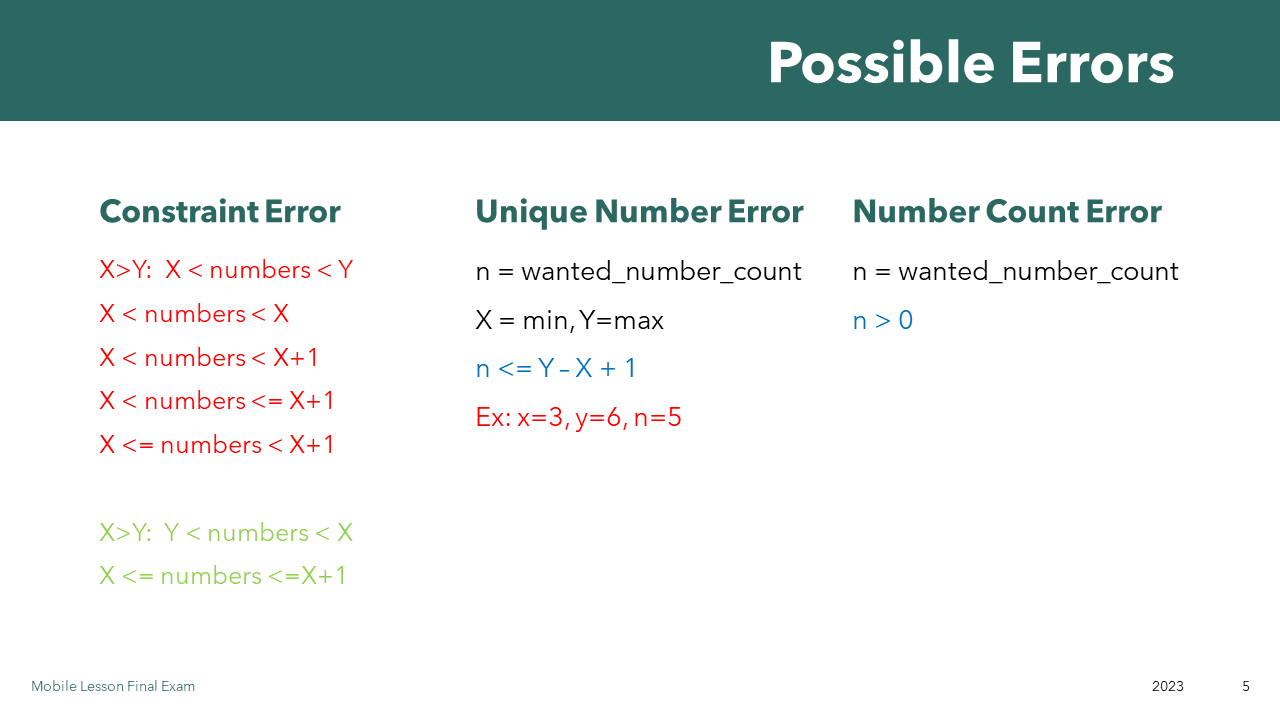 Possible Errors
Constraint Error
X>Y: X < numbers < Y
X < numbers < X
X < numbers < X+1
X < numbers <= X+1
X <= numbers < X+1
X>Y: Y < numbers < X
X <= numbers <=X+1
Unique Number Error
n = wanted_number_count
X = min, Y=max
n <= Y – X + 1
Ex: x=3, y=6, n=5
Number Count Error
n = wanted_number_count
n > 0
Mobile Lesson Final Exam
2023
5